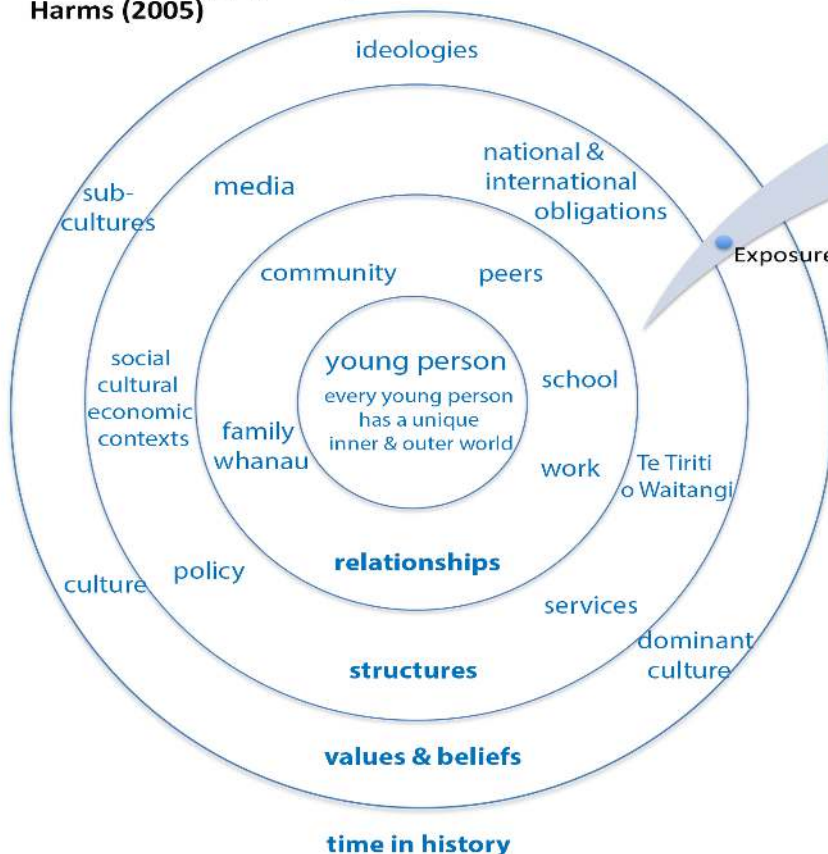 Harms (2005)
ideologies
national &
international
obligations
media
sub-
cultures
Exposure
community
peers
young person
every young person
has a unique
inner & outer world
social
cultural
economic
contexts
school
family
whanau
work
Te Tiriti
o Waitangi
relationships
policy
culture
services
dominant
culture
structures
values & beliefs
time in history